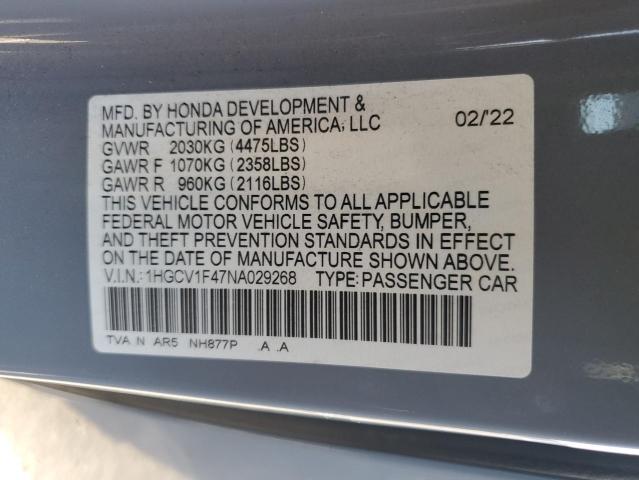 MFD. BY HONDA DEVELOPMENT &
MANUFACTURING OF AMERICA, LLC 02/'22
GVWR 2030KG (4475LBS)
GAWR F 1070KG (2358LBS)
GAWR R 960KG (2116LBS)
THIS VEHICLE CONFORMS TO ALL APPLICABLE
FEDERAL MOTOR VEHICLE SAFETY, BUMPER,
AND THEFT PREVENTION STANDARDS IN EFFECT
ON THE DATE OF MANUFACTURE SHOWN ABOVE.
V.I.N.:1HGCV1F47NA029268 TYPE:PASSENGER CAR
TVA N AR5 NH877P .A .A